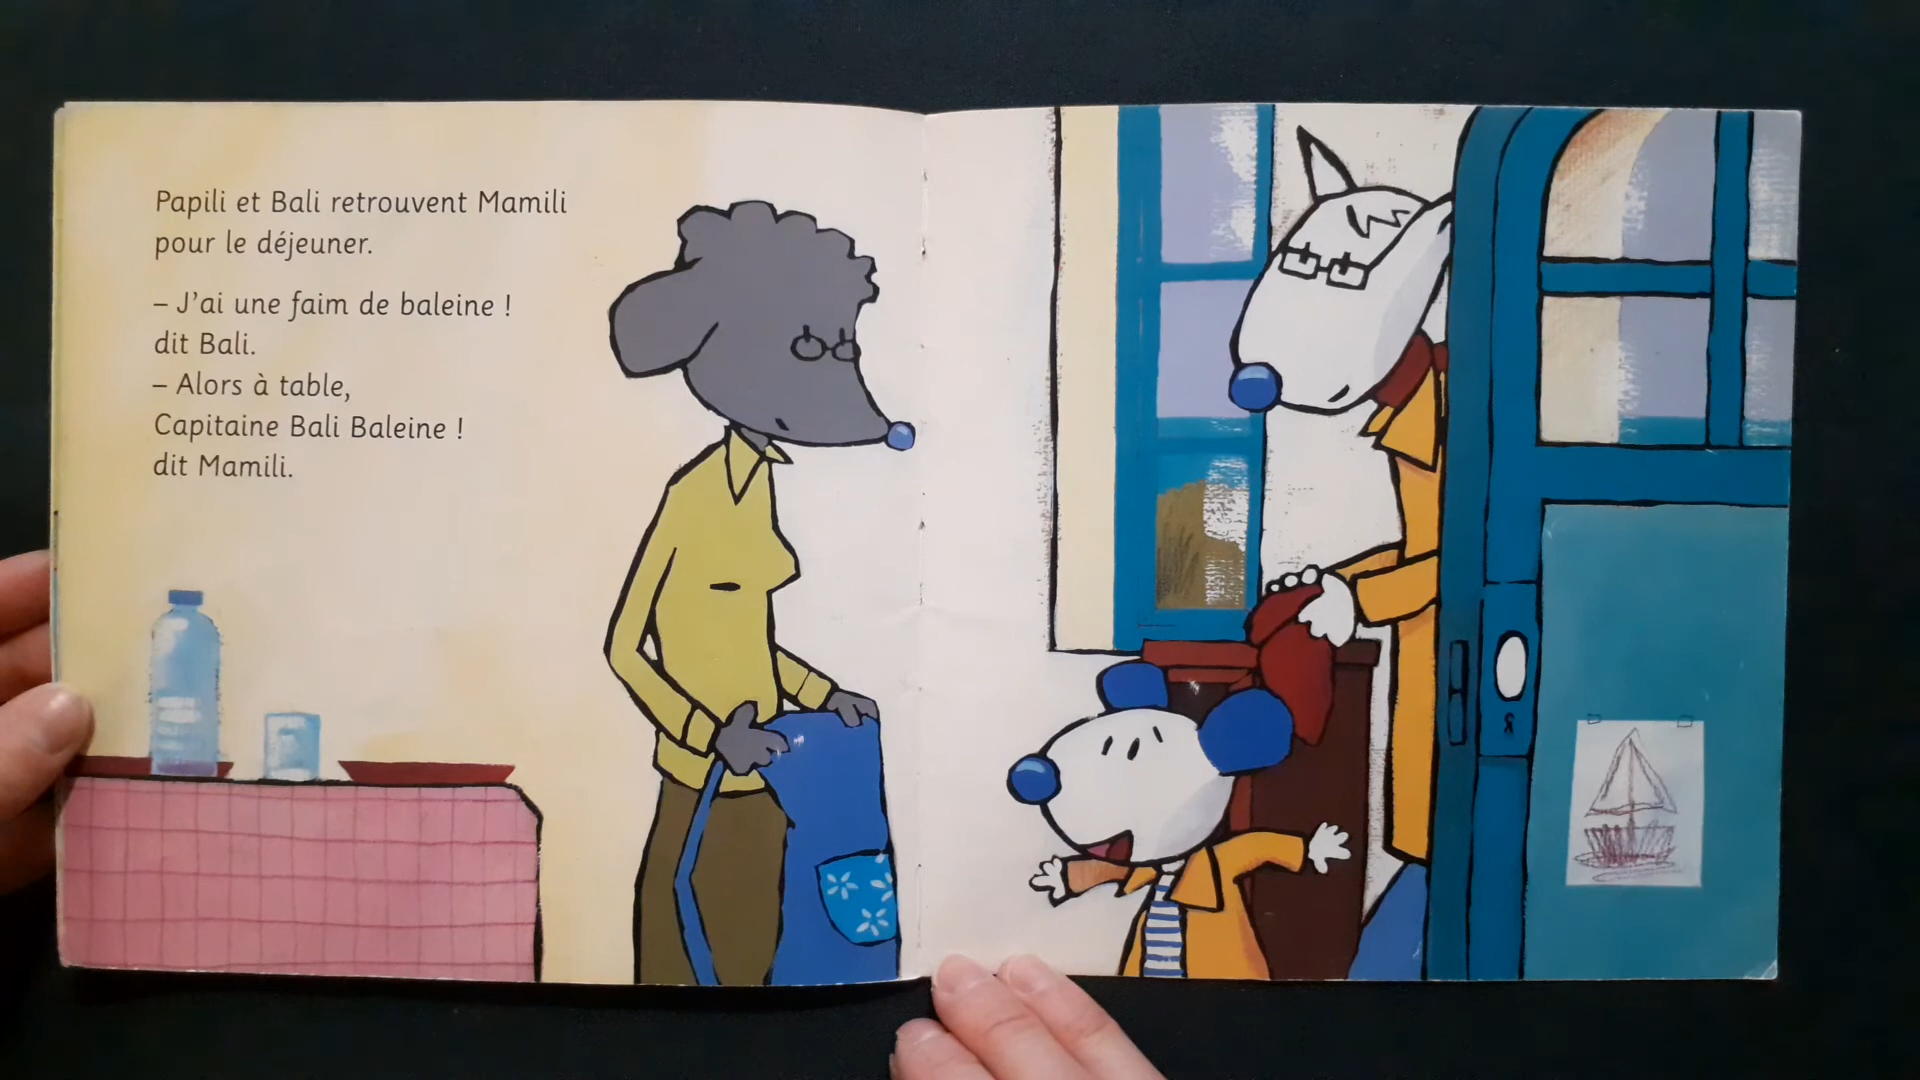 Papili et Bali retrouvent Mamili
pour le déjeuner.
– J'ai une faim de baleine !
dit Bali.
– Alors à table,
Capitaine Bali Baleine !
dit Mamili.